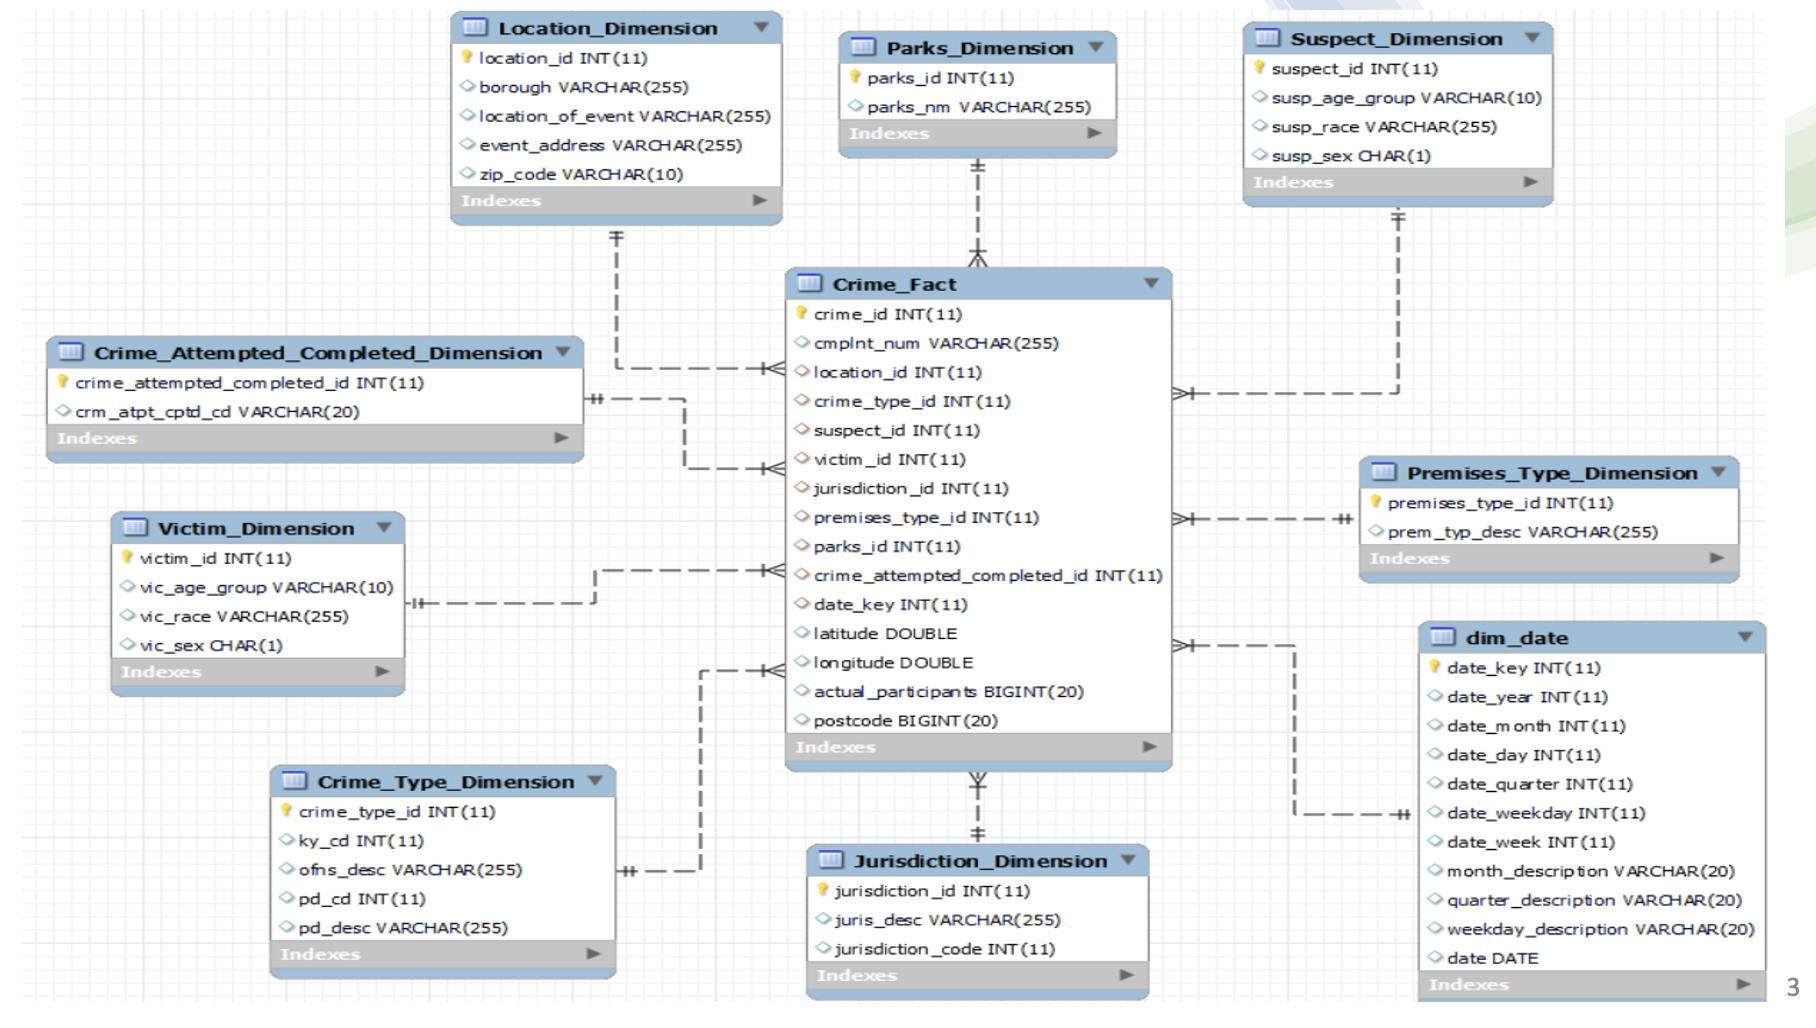 Location_Dimension
location_id INT(11)
borough VARCHAR(255)
location_of_event VARCHAR(255)
event_address VARCHAR(255)
zip_code VARCHAR(10)
Indexes
Parks_Dimension
parks_id INT(11)
parks_nm VARCHAR(255)
Indexes
Suspect_Dimension
suspect_id INT(11)
susp_age_group VARCHAR(10)
susp_race VARCHAR(255)
susp_sex CHAR(1)
Indexes
Crime_Attempted_Completed_Dimension
crime_attempted_completed_id INT(11)
crm_atpt_cptd_cd VARCHAR(20)
Indexes
Crime_Fact
crime_id INT(11)
cmplnt_num VARCHAR(255)
location_id INT(11)
crime_type_id INT(11)
suspect_id INT(11)
victim_id INT(11)
jurisdiction_id INT(11)
premises_type_id INT(11)
parks_id INT(11)
crime_attempted_completed_id INT(11)
date_key INT(11)
latitude DOUBLE
longitude DOUBLE
actual_participants BIGINT(20)
postcode BIGINT(20)
Indexes
Premises_Type_Dimension
premises_type_id INT(11)
prem_typ_desc VARCHAR(255)
Indexes
Victim_Dimension
victim_id INT(11)
vic_age_group VARCHAR(10)
vic_race VARCHAR(255)
vic_sex CHAR(1)
Indexes
dim_date
date_key INT(11)
date_year INT(11)
date_month INT(11)
date_day INT(11)
date_quarter INT(11)
date_weekday INT(11)
date_week INT(11)
month_description VARCHAR(20)
quarter_description VARCHAR(20)
weekday_description VARCHAR(20)
date DATE
Indexes
Crime_Type_Dimension
crime_type_id INT(11)
ky_cd INT(11)
ofns_desc VARCHAR(255)
pd_cd INT(11)
pd_desc VARCHAR(255)
Indexes
Jurisdiction_Dimension
jurisdiction_id INT(11)
juris_desc VARCHAR(255)
jurisdiction_code INT(11)
Indexes
3